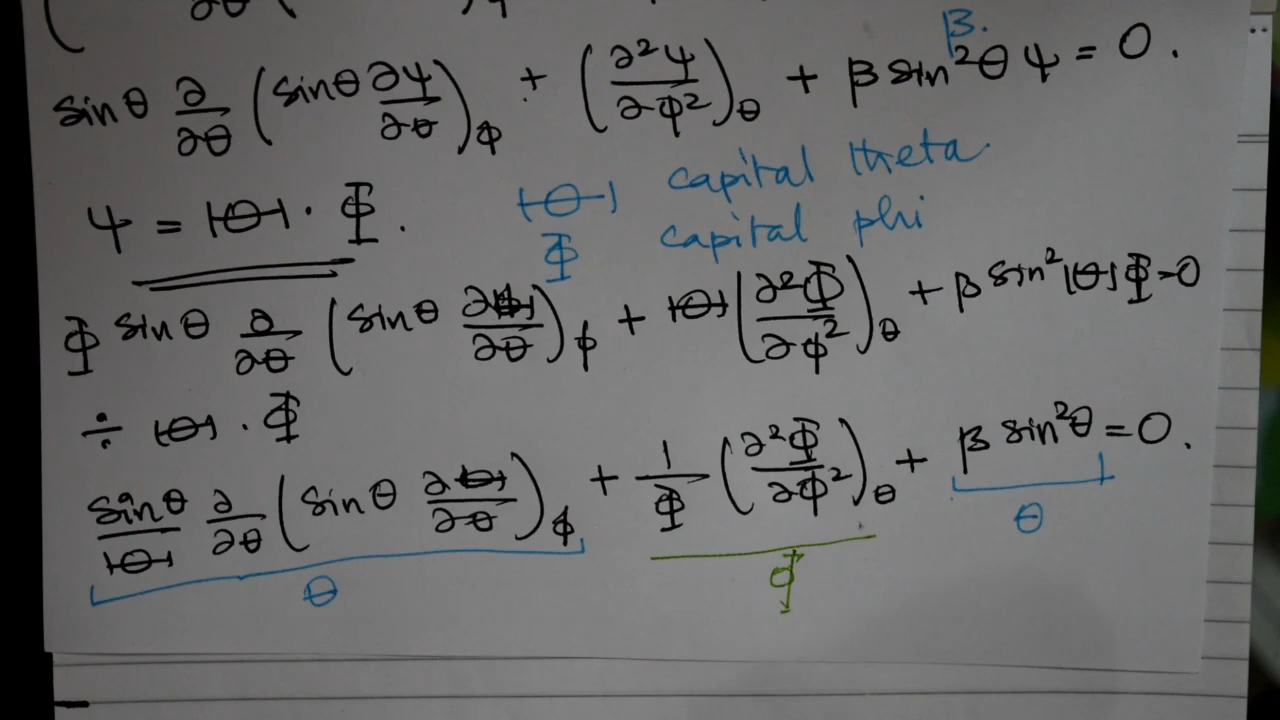 β.
sinθ ∂/∂θ (sinθ ∂ψ/∂θ)_ϕ + (∂²ψ/∂ϕ²)_θ + β sin²θ ψ = 0.
ψ = Θ · Φ.
Θ capital theta
Φ capital phi
Φ sinθ ∂/∂θ (sinθ ∂Θ/∂θ)_ϕ + Θ (∂²Φ/∂ϕ²)_θ + β sin² Θ Φ = 0
÷ Θ · Φ
sinθ/Θ ∂/∂θ (sinθ ∂Θ/∂θ)_ϕ + 1/Φ (∂²Φ/∂ϕ²)_θ + β sin²θ = 0.
θ ϕ θ